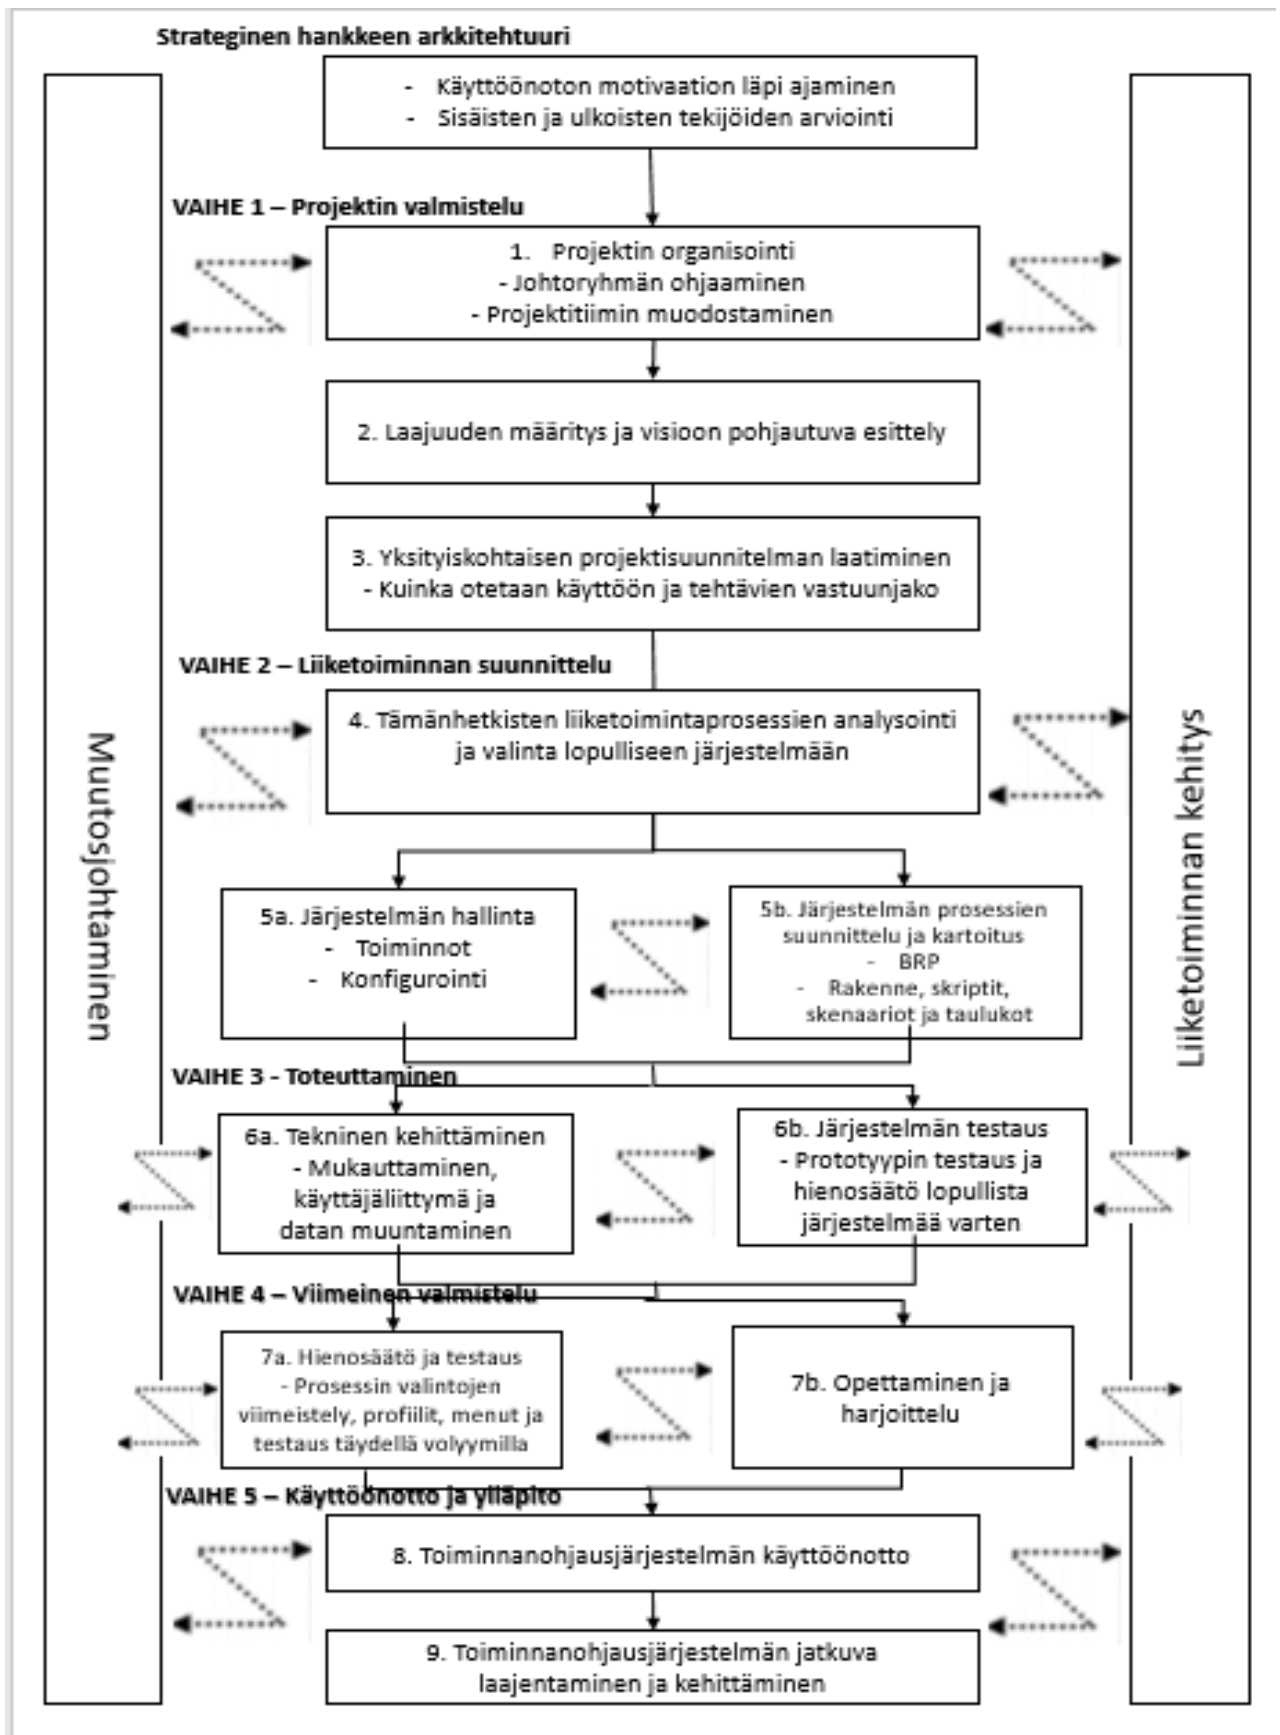 Strateginen hankkeen arkkitehtuuri
- Käyttöönoton motivaation läpi ajaminen
- Sisäisten ja ulkoisten tekijöiden arviointi
VAIHE 1 – Projektin valmistelu
1. Projektin organisointi
- Johtoryhmän ohjaaminen
- Projektitiimin muodostaminen
2. Laajuuden määritys ja visioon pohjautuva esittely
3. Yksityiskohtaisen projektisuunnitelman laatiminen
- Kuinka otetaan käyttöön ja tehtävien vastuunjako
VAIHE 2 – Liiketoiminnan suunnittelu
4. Tämänhetkisten liiketoimintaprosessien analysointi
ja valinta lopulliseen järjestelmään
Muutosjohtaminen
Liiketoiminnan kehitys
5a. Järjestelmän hallinta
- Toiminnot
- Konfigurointi
5b. Järjestelmän prosessien
suunnittelu ja kartoitus
- BRP
- Rakenne, skriptit,
skenaariot ja taulukot
VAIHE 3 - Toteuttaminen
6a. Tekninen kehittäminen
- Mukauttaminen,
käyttäjäliittymä ja
datan muuntaminen
6b. Järjestelmän testaus
- Prototyypin testaus ja
hienosäätö lopullista
järjestelmää varten
VAIHE 4 – Viimeinen valmistelu
7a. Hienosäätö ja testaus
- Prosessin valintojen
viimeistely, profiilit, menut ja
testaus täydellä volyymilla
7b. Opettaminen ja
harjoittelu
VAIHE 5 – Käyttöönotto ja ylläpito
8. Toiminnanohjausjärjestelmän käyttöönotto
9. Toiminnanohjausjärjestelmän jatkuva
laajentaminen ja kehittäminen